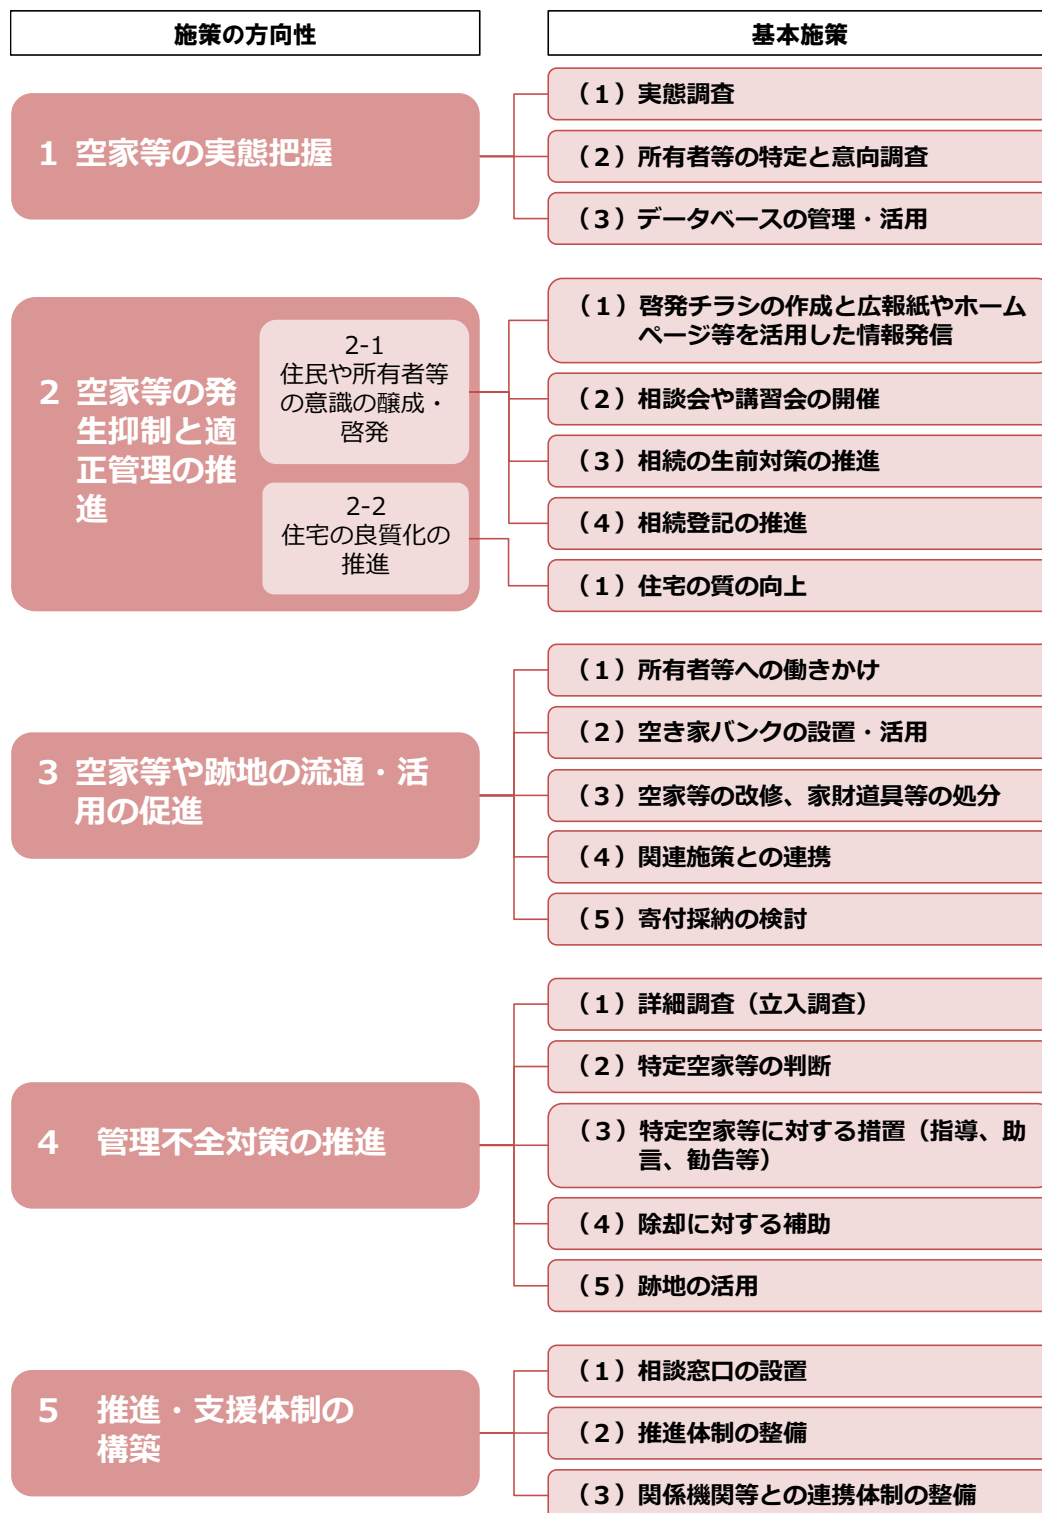 施策の方向性
基本施策
1 空家等の実態把握
（1）実態調査
（2）所有者等の特定と意向調査
（3）データベースの管理・活用
2 空家等の発
生抑制と適
正管理の推
進
2-1
住民や所有者等
の意識の醸成・
啓発
（1）啓発チラシの作成と広報紙やホーム
ページ等を活用した情報発信
（2）相談会や講習会の開催
（3）相続の生前対策の推進
（4）相続登記の推進
2-2
住宅の良質化の
推進
（1）住宅の質の向上
3 空家等や跡地の流通・活
用の促進
（1）所有者等への働きかけ
（2）空き家バンクの設置・活用
（3）空家等の改修、家財道具等の処分
（4）関連施策との連携
（5）寄付採納の検討
4 管理不全対策の推進
（1）詳細調査（立入調査）
（2）特定空家等の判断
（3）特定空家等に対する措置（指導、助
言、勧告等）
（4）除却に対する補助
（5）跡地の活用
5 推進・支援体制の
構築
（1）相談窓口の設置
（2）推進体制の整備
（3）関係機関等との連携体制の整備